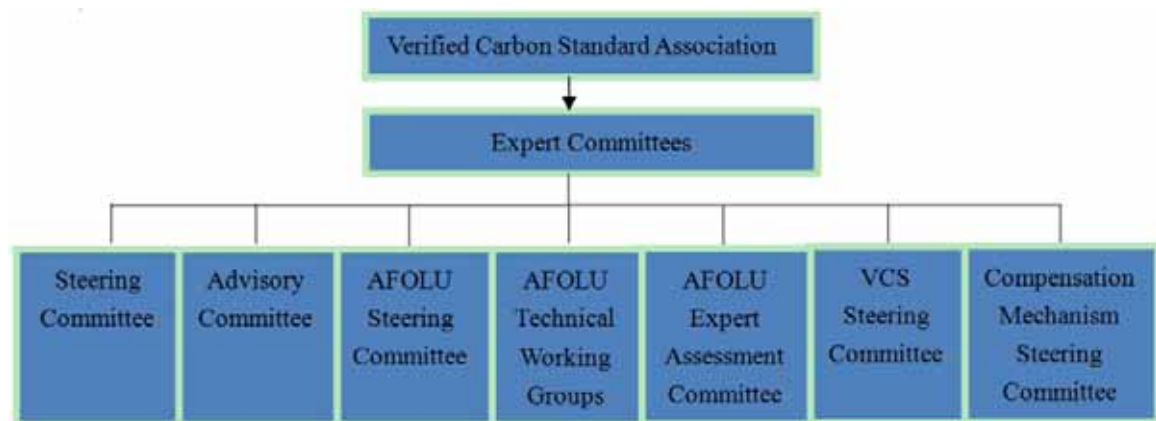 Verified Carbon Standard Association
Expert Committees
Steering
Committee
Advisory
Committee
AFOLU
Steering
Committee
AFOLU
Technical
Working
Groups
AFOLU
Expert
Assessment
Committee
VCS
Steering
Committee
Compensation
Mechanism
Steering
Committee